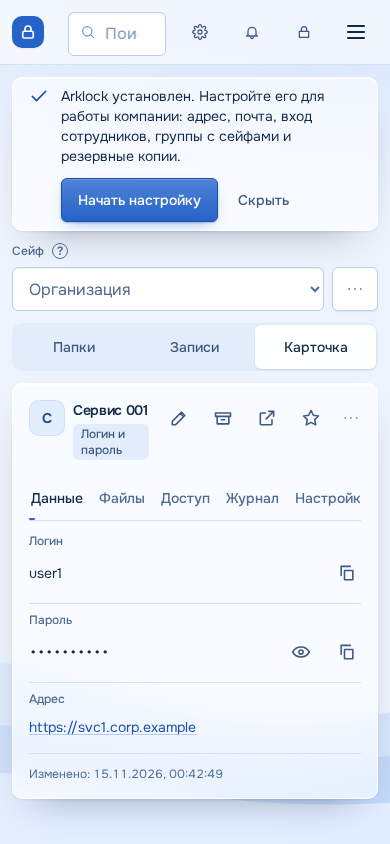 Пои
Arklock установлен. Настройте его для
работы компании: адрес, почта, вход
сотрудников, группы с сейфами и
резервные копии.
Начать настройку
Скрыть
Сейф ?
Организация
...
Папки
Записи
Карточка
С
Сервис 001
Логин и
пароль
...
Данные
Файлы
Доступ
Журнал
Настройк
Логин
user1
Пароль
••••••••••
Адрес
https://svc1.corp.example
Изменено: 15.11.2026, 00:42:49